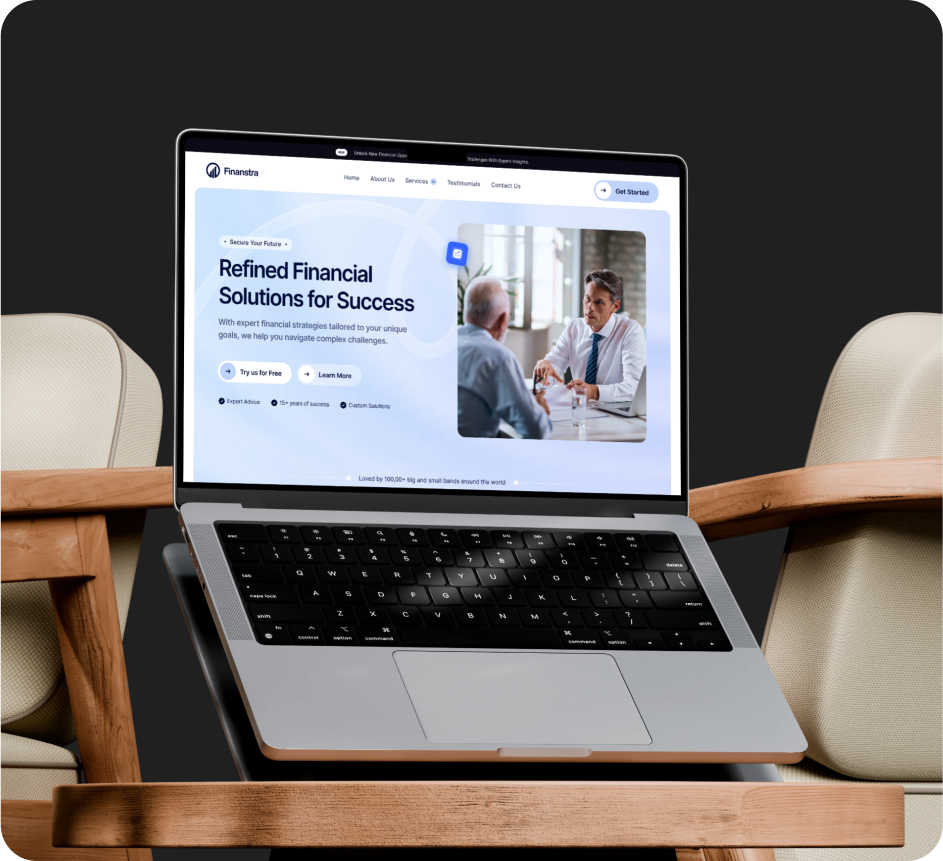 NEW Unlock New Financial Opp Challenges With Expert Insights.
Finanstra
Home About Us Services Testimonials Contact Us
Get Started
• Secure Your Future •
Refined Financial
Solutions for Success
With expert financial strategies tailored to your unique
goals, we help you navigate complex challenges.
Try us for Free Learn More
Expert Advice 15+ years of success Custom Solutions
Loved by 100,00+ big and small bands around the world
esc
1 2 3 4 5 6 7 8 9 0 delete
tab Q W E R T Y U I O P
caps lock A S D F G H J K L return
shift Z X C V B N M shift
fn control option command command option